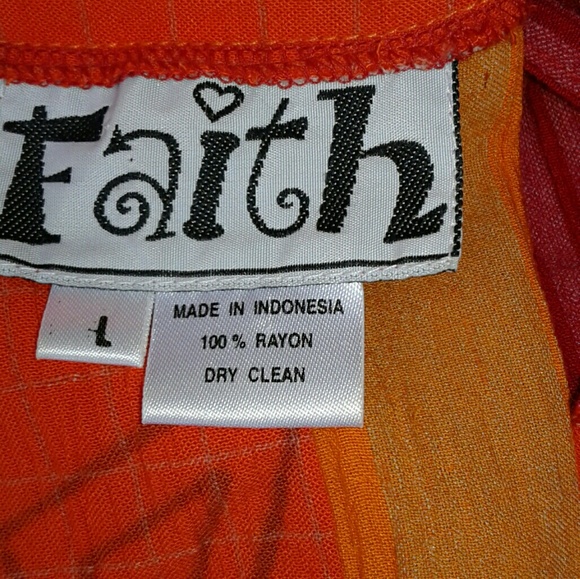 Faith
L
MADE IN INDONESIA
100 % RAYON
DRY CLEAN